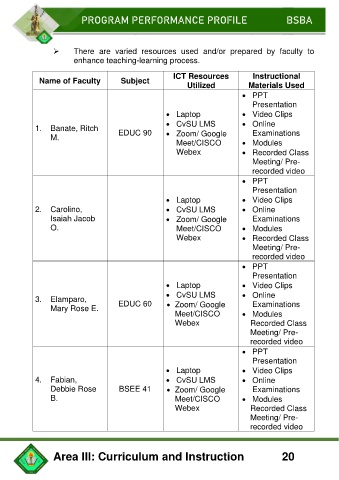 PROGRAM PERFORMANCE PROFILE BSBA
➢ There are varied resources used and/or prepared by faculty to
enhance teaching-learning process.
Name of Faculty Subject ICT Resources Utilized Instructional Materials Used
1. Banate, Ritch
M.
EDUC 90
• Laptop
• CvSU LMS
• Zoom/ Google
Meet/CISCO
Webex
• PPT
Presentation
• Video Clips
• Online
Examinations
• Modules
• Recorded Class
Meeting/ Pre-
recorded video
2. Carolino,
Isaiah Jacob
O.
• Laptop
• CvSU LMS
• Zoom/ Google
Meet/CISCO
Webex
• PPT
Presentation
• Video Clips
• Online
Examinations
• Modules
• Recorded Class
Meeting/ Pre-
recorded video
3. Elamparo,
Mary Rose E.
EDUC 60
• Laptop
• CvSU LMS
• Zoom/ Google
Meet/CISCO
Webex
• PPT
Presentation
• Video Clips
• Online
Examinations
• Modules
Recorded Class
Meeting/ Pre-
recorded video
4. Fabian,
Debbie Rose
B.
BSEE 41
• Laptop
• CvSU LMS
• Zoom/ Google
Meet/CISCO
Webex
• PPT
Presentation
• Video Clips
• Online
Examinations
• Modules
Recorded Class
Meeting/ Pre-
recorded video
Area III: Curriculum and Instruction 20